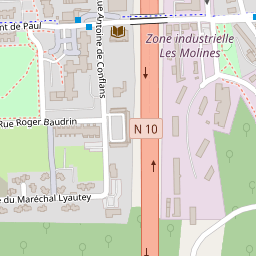 nt de Paul
ue Antoine de Conflans
Zone industrielle
Les Molines
Rue Roger Baudrin
N 10
e du Maréchal Lyautey